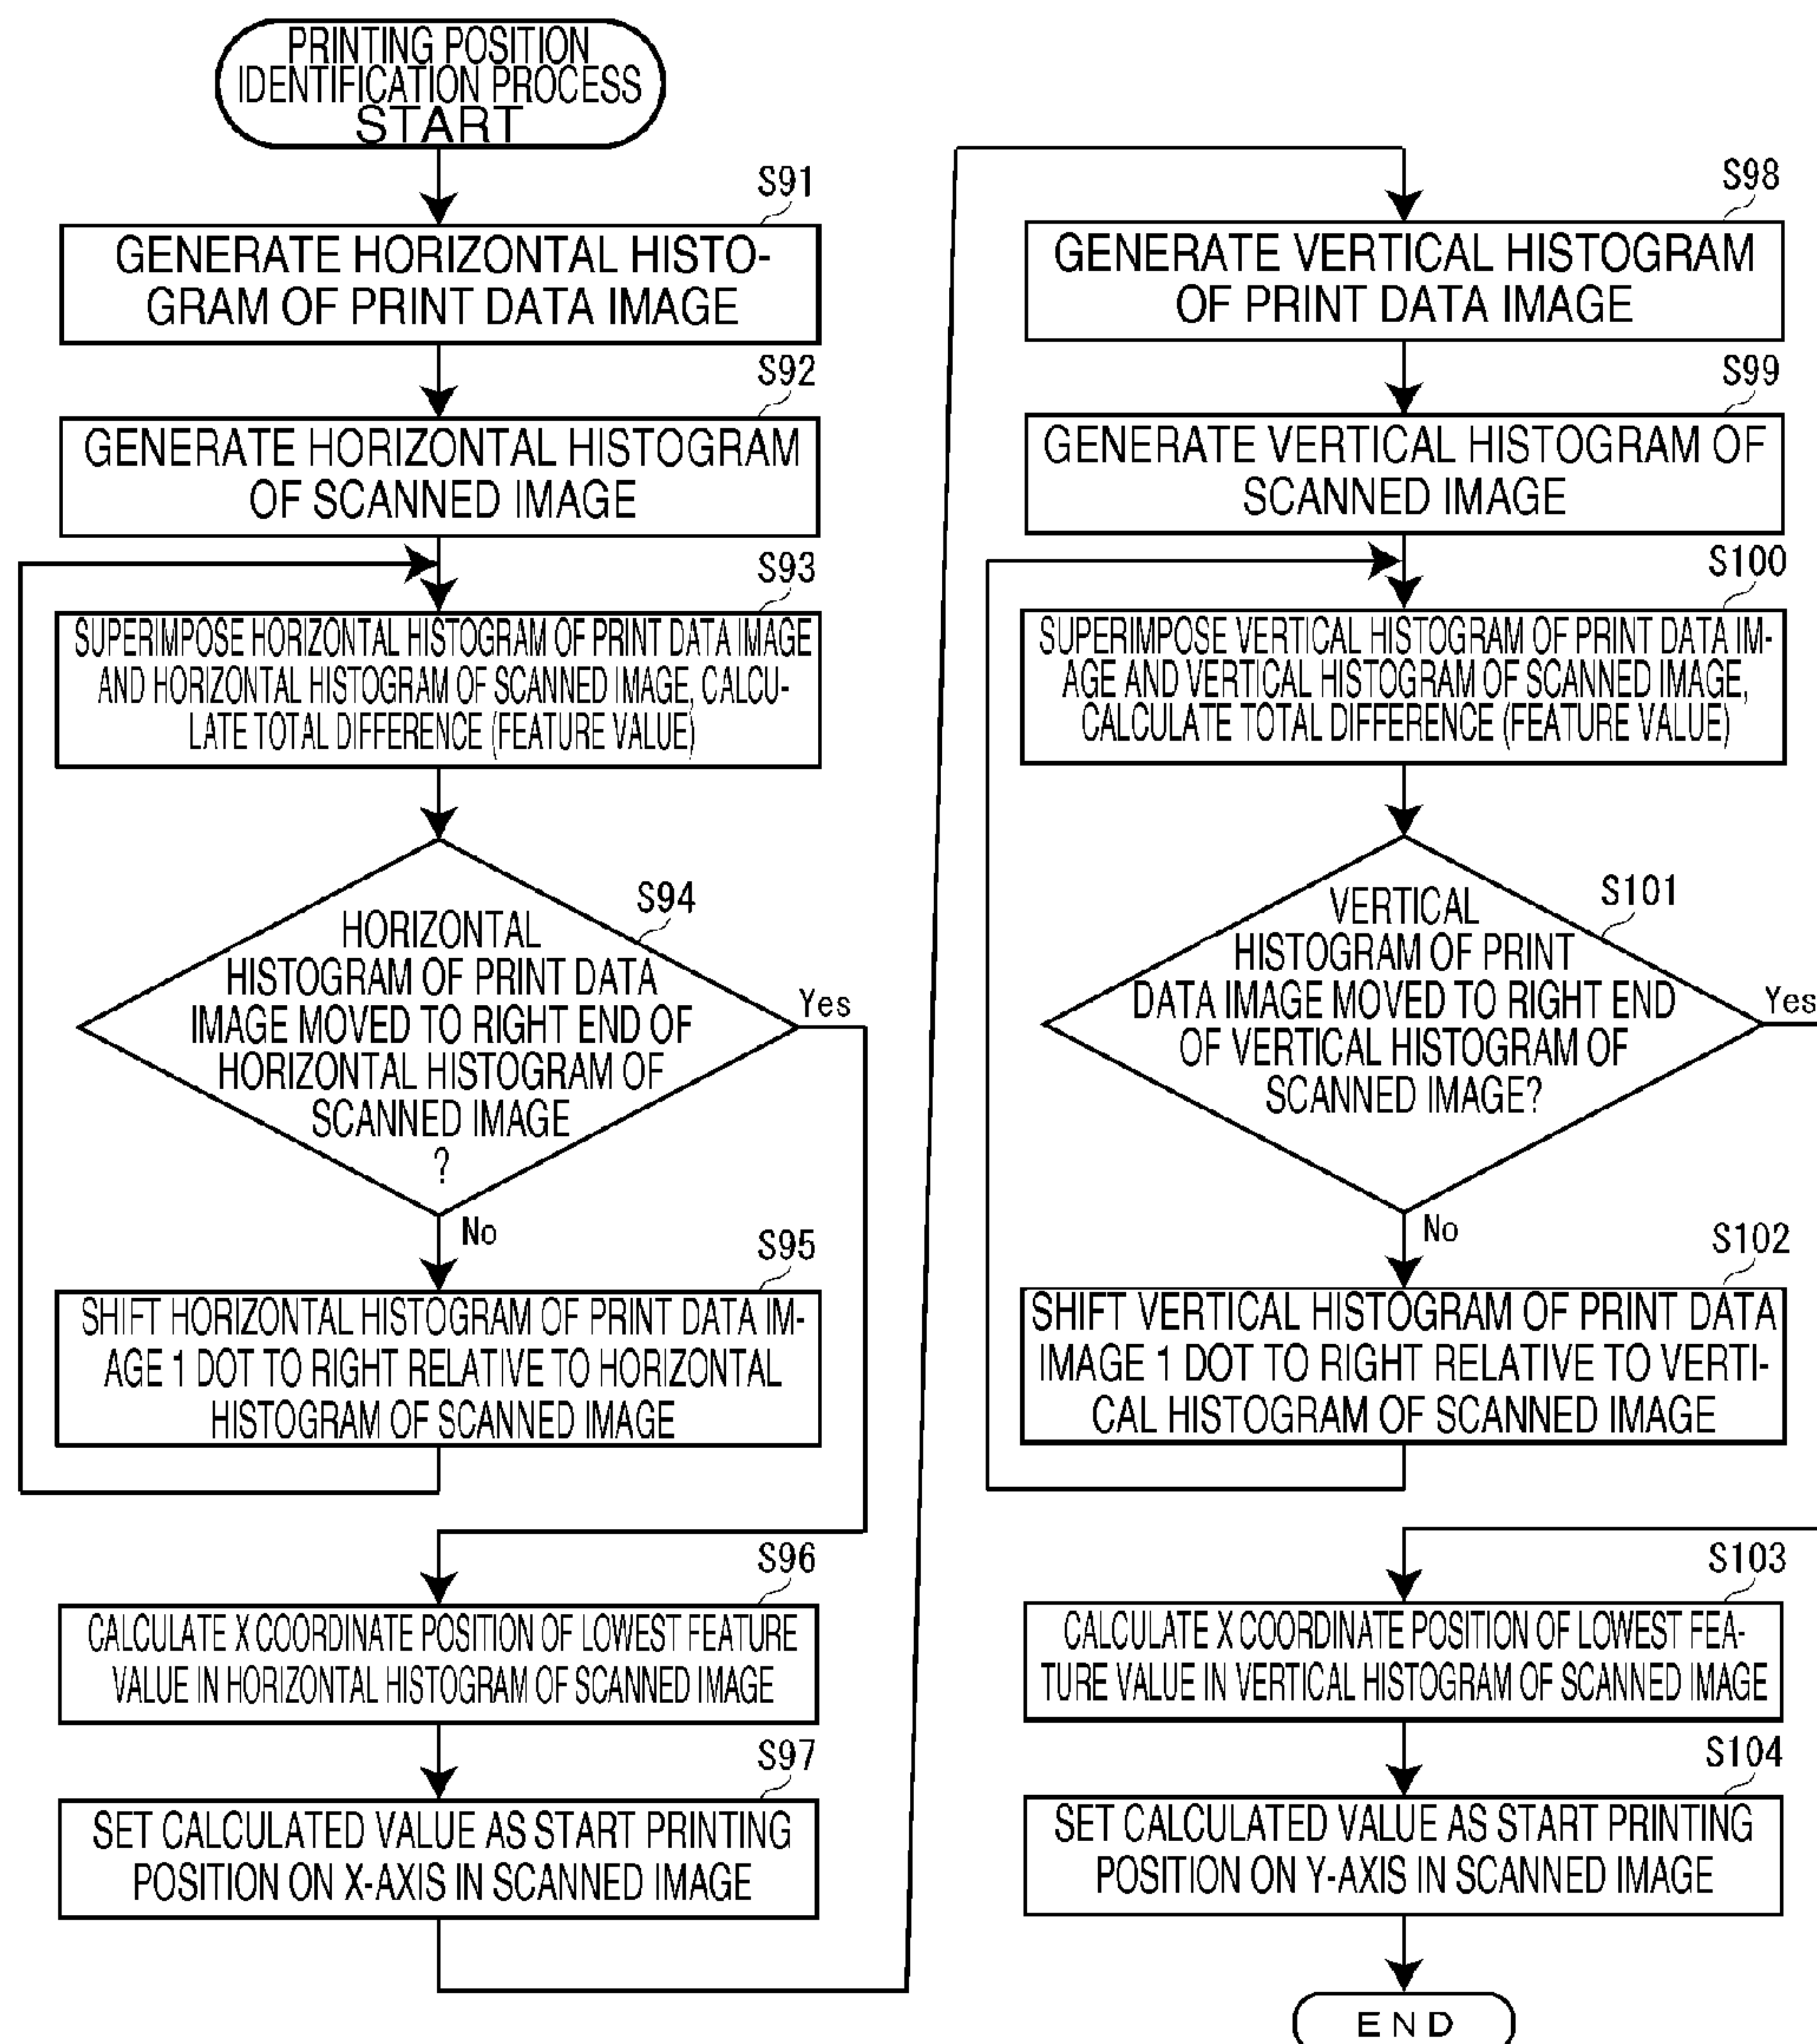 PRINTING POSITION
IDENTIFICATION PROCESS
START
S91
GENERATE HORIZONTAL HISTO-
GRAM OF PRINT DATA IMAGE
S92
GENERATE HORIZONTAL HISTOGRAM
OF SCANNED IMAGE
S93
SUPERIMPOSE HORIZONTAL HISTOGRAM OF PRINT DATA IMAGE
AND HORIZONTAL HISTOGRAM OF SCANNED IMAGE, CALCU-
LATE TOTAL DIFFERENCE (FEATURE VALUE)
S94
HORIZONTAL
HISTOGRAM OF PRINT DATA
IMAGE MOVED TO RIGHT END OF
HORIZONTAL HISTOGRAM OF
SCANNED IMAGE
?
Yes
No
S95
SHIFT HORIZONTAL HISTOGRAM OF PRINT DATA IM-
AGE 1 DOT TO RIGHT RELATIVE TO HORIZONTAL
HISTOGRAM OF SCANNED IMAGE
S96
CALCULATE X COORDINATE POSITION OF LOWEST FEATURE
VALUE IN HORIZONTAL HISTOGRAM OF SCANNED IMAGE
S97
SET CALCULATED VALUE AS START PRINTING
POSITION ON X-AXIS IN SCANNED IMAGE
S98
GENERATE VERTICAL HISTOGRAM
OF PRINT DATA IMAGE
S99
GENERATE VERTICAL HISTOGRAM OF
SCANNED IMAGE
S100
SUPERIMPOSE VERTICAL HISTOGRAM OF PRINT DATA IM-
AGE AND VERTICAL HISTOGRAM OF SCANNED IMAGE,
CALCULATE TOTAL DIFFERENCE (FEATURE VALUE)
S101
VERTICAL
HISTOGRAM OF PRINT
DATA IMAGE MOVED TO RIGHT END
OF VERTICAL HISTOGRAM OF
SCANNED IMAGE?
Yes
No
S102
SHIFT VERTICAL HISTOGRAM OF PRINT DATA
IMAGE 1 DOT TO RIGHT RELATIVE TO VERTI-
CAL HISTOGRAM OF SCANNED IMAGE
S103
CALCULATE X COORDINATE POSITION OF LOWEST FEA-
TURE VALUE IN VERTICAL HISTOGRAM OF SCANNED IMAGE
S104
SET CALCULATED VALUE AS START PRINTING
POSITION ON Y-AXIS IN SCANNED IMAGE
END